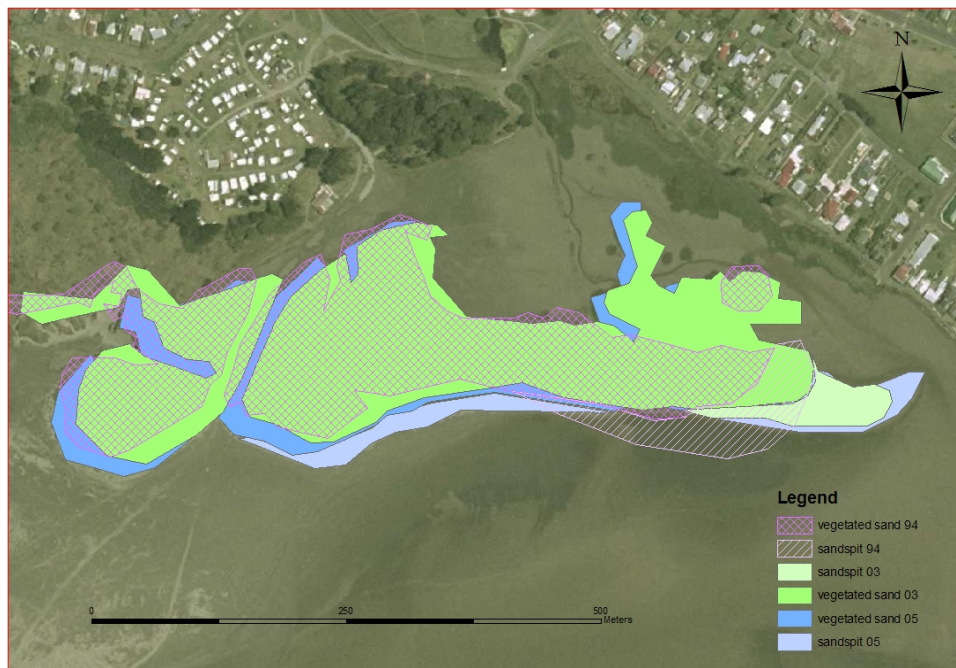 N
Legend
vegetated sand 94
sandspit 94
sandspit 03
vegetated sand 03
vegetated sand 05
sandspit 05
0 250 500
Meters